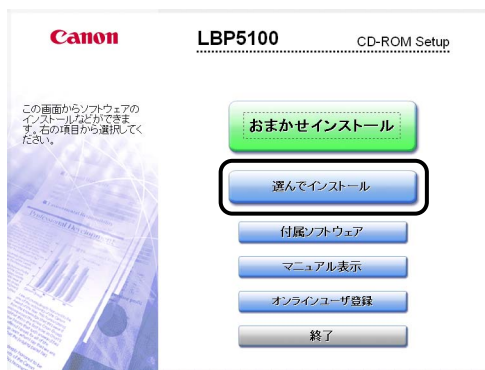 Canon
LBP5100
CD-ROM Setup
この画面からソフトウェアの
インストールなどができま
す。右の項目から選択してく
ださい。
おまかせインストール
選んでインストール
付属ソフトウェア
マニュアル表示
オンラインユーザ登録
終了